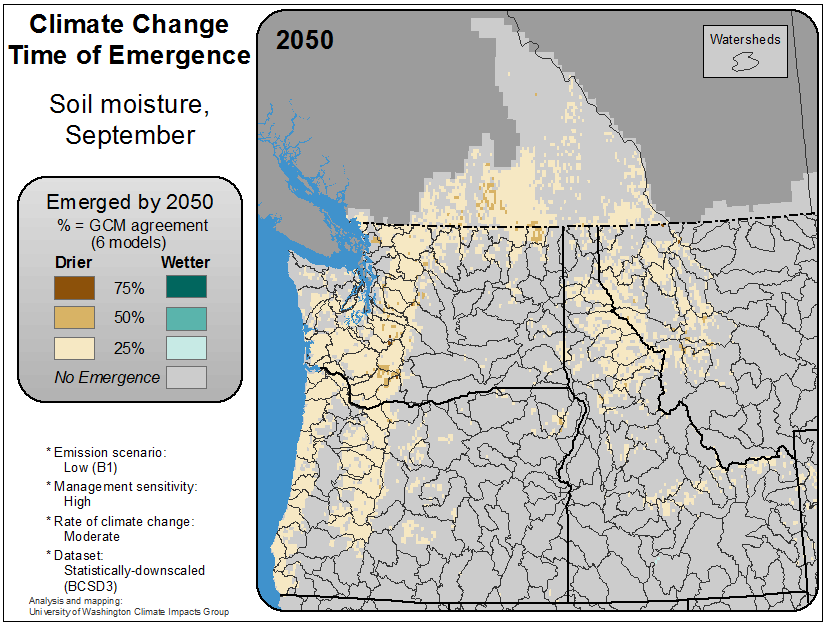 Climate Change
Time of Emergence
Soil moisture,
September
Emerged by 2050
% = GCM agreement
(6 models)
Drier Wetter
75%
50%
25%
No Emergence
* Emission scenario:
Low (B1)
* Management sensitivity:
High
* Rate of climate change:
Moderate
* Dataset:
Statistically-downscaled
(BCSD3)
Analysis and mapping:
University of Washington Climate Impacts Group
2050
Watersheds